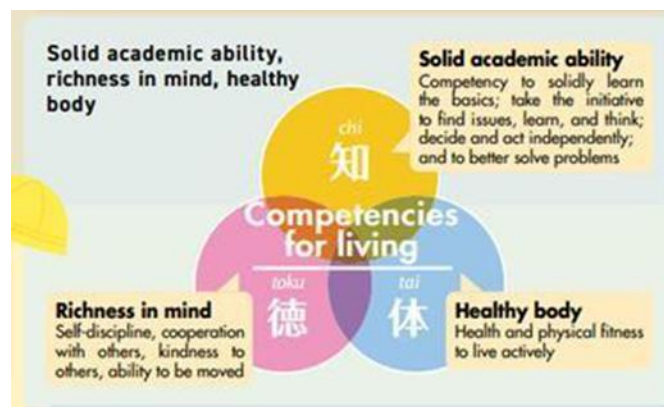 Solid academic ability,
richness in mind, healthy
body
Solid academic ability
Competency to solidly learn
the basics; take the initiative
to find issues, learn, and think;
decide and act independently;
and to better solve problems
chi
知
Competencies
for living
toku
徳
tai
体
Richness in mind
Self-discipline, cooperation
with others, kindness to
others, ability to be moved
Healthy body
Health and physical fitness
to live actively